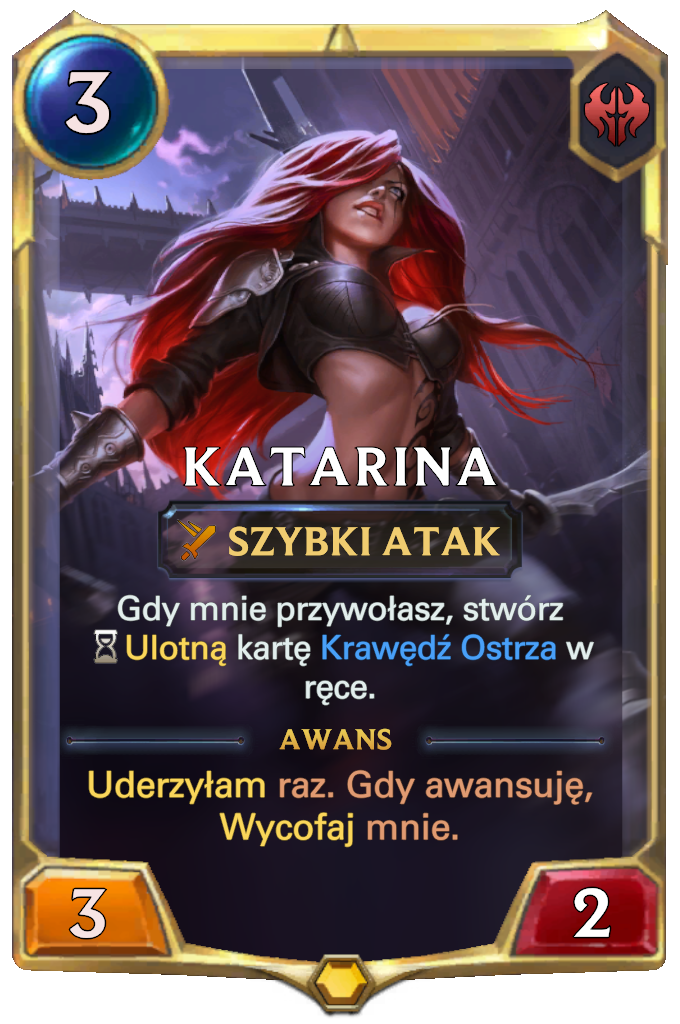 3
KATARINA
SZYBKI ATAK
Gdy mnie przywołasz, stwórz
Ulotną kartę Krawędź Ostrza w
ręce.
AWANS
Uderzyłam raz. Gdy awansuję,
Wycofaj mnie.
3
2